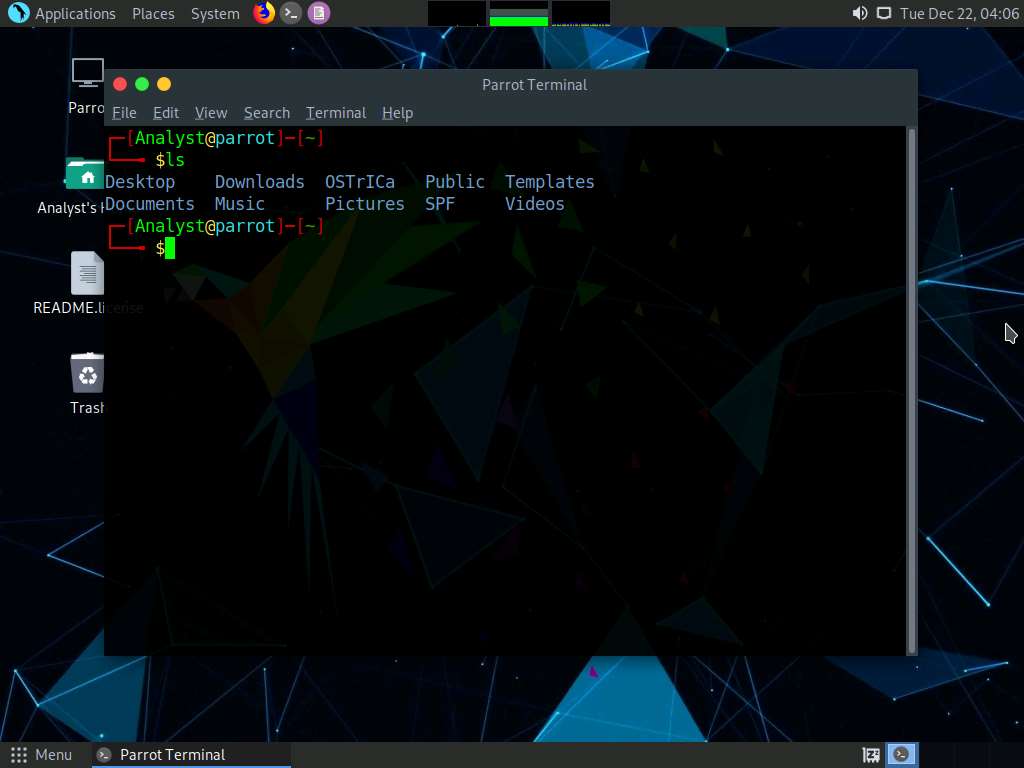 Applications Places System Tue Dec 22, 04:06
Parrot Terminal
File Edit View Search Terminal Help
Parro
Analyst's H
README.license
Trash
[Analyst@parrot]─[~]
$ls
Desktop Downloads OSTrICa Public Templates
Documents Music Pictures SPF Videos
[Analyst@parrot]─[~]
$
Menu Parrot Terminal